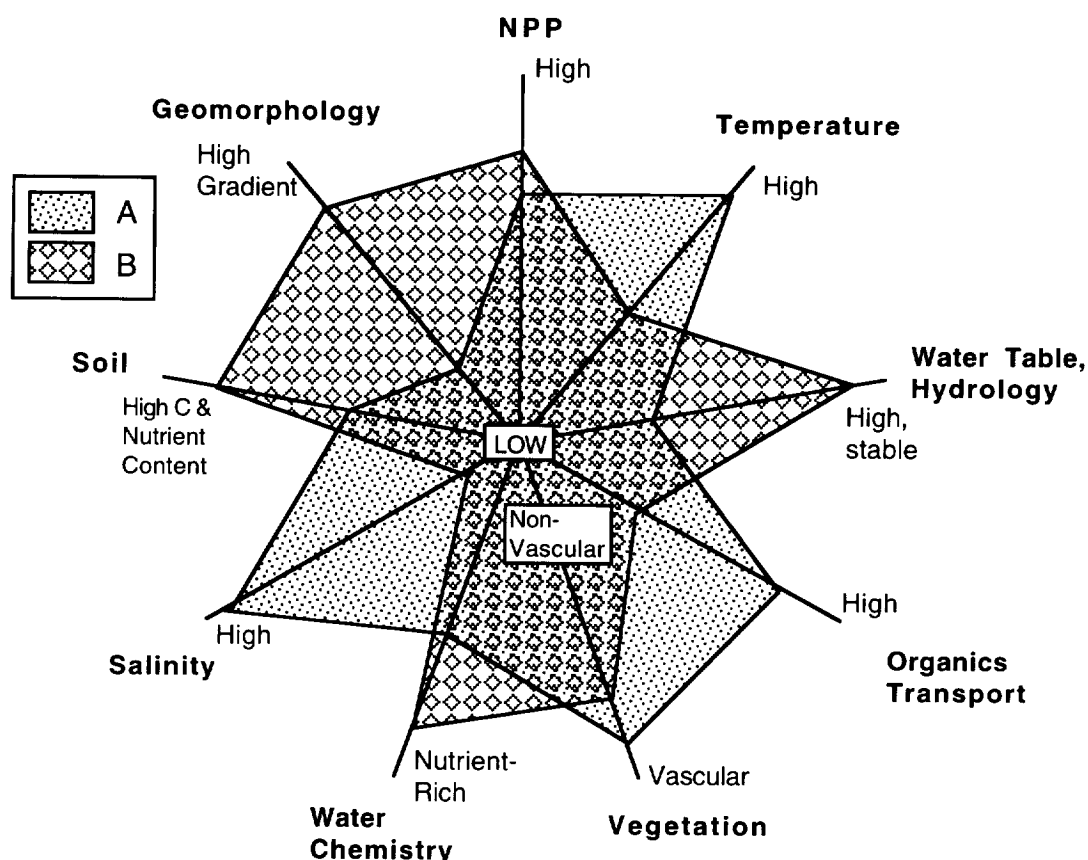 NPP
High
Temperature
High
Water Table,
Hydrology
High,
stable
High
Organics
Transport
Vascular
Vegetation
Nutrient-
Rich
Water
Chemistry
High
Salinity
Soil
High C &
Nutrient
Content
Geomorphology
High
Gradient
A
B
LOW
Non-
Vascular